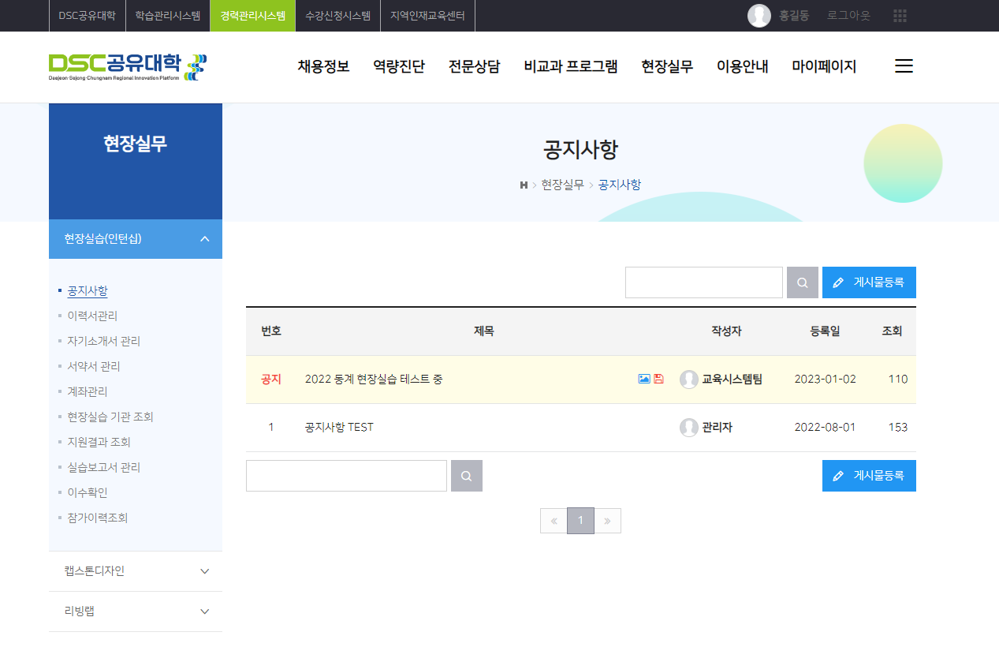 DSC공유대학 학습관리시스템 경력관리시스템 수강신청시스템 지역인재교육센터 홍길동 로그아웃
DSC공유대학
Daejeon·Sejong·Chungnam Regional Innovation Platform
채용정보 역량진단 전문상담 비교과 프로그램 현장실무 이용안내 마이페이지
현장실무
공지사항
H > 현장실무 > 공지사항
현장실습(인턴십)
공지사항
이력서관리
자기소개서 관리
서약서 관리
계좌관리
현장실습 기관 조회
지원결과 조회
실습보고서 관리
이수확인
참가이력조회
캡스톤디자인
리빙랩
게시물등록
번호 제목 작성자 등록일 조회
공지 2022 동계 현장실습 테스트 중 교육시스템팀 2023-01-02 110
1 공지사항 TEST 관리자 2022-08-01 153
게시물등록
« 1 »